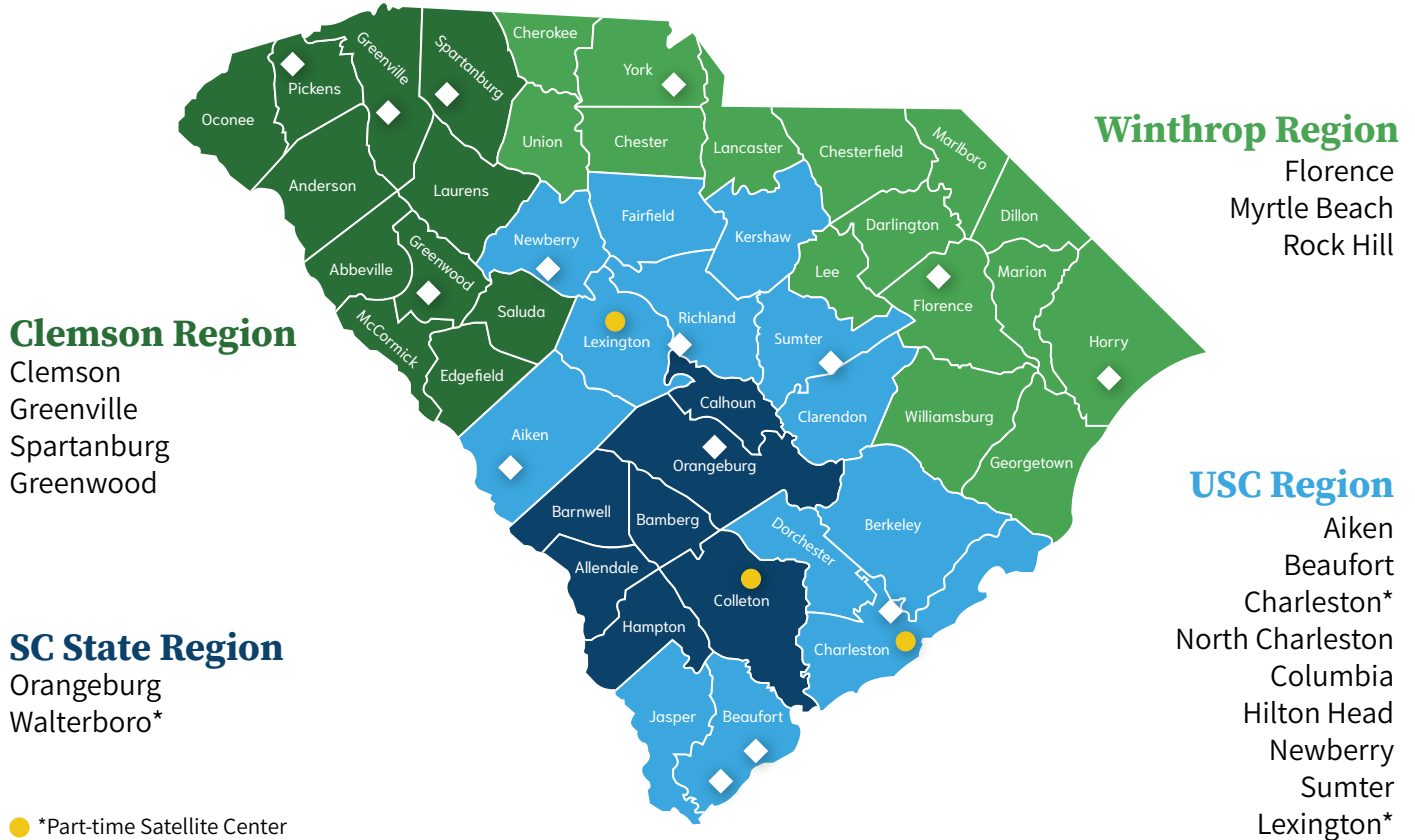 Cherokee
Greenville
Spartanburg
York
Pickens
Oconee
Union
Chester
Lancaster
Chesterfield
Marlboro
Anderson
Laurens
Fairfield
Kershaw
Darlington
Dillon
Newberry
Abbeville
Greenwood
Lee
Marion
Florence
Saluda
McCormick
Lexington
Richland
Sumter
Horry
Edgefield
Calhoun
Clarendon
Williamsburg
Aiken
Orangeburg
Georgetown
Barnwell
Bamberg
Dorchester
Berkeley
Allendale
Colleton
Hampton
Charleston
Jasper
Beaufort
Winthrop Region
Florence
Myrtle Beach
Rock Hill
Clemson Region
Clemson
Greenville
Spartanburg
Greenwood
USC Region
Aiken
Beaufort
Charleston*
North Charleston
Columbia
Hilton Head
Newberry
Sumter
Lexington*
SC State Region
Orangeburg
Walterboro*
*Part-time Satellite Center